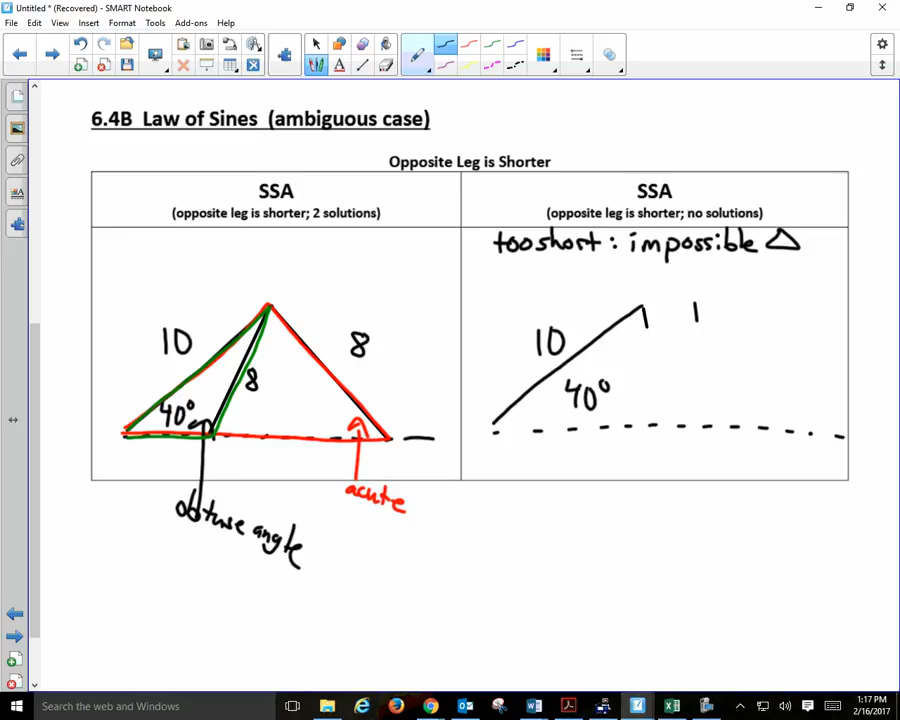 Untitled * (Recovered) - SMART Notebook
File Edit View Insert Format Tools Add-ons Help
6.4B Law of Sines (ambiguous case)
Opposite Leg is Shorter
SSA
(opposite leg is shorter; 2 solutions)
SSA
(opposite leg is shorter; no solutions)
too short : impossible
10
8
8
40°
acute
obtuse angle
10
1
40°
Search the web and Windows
1:17 PM
2/16/2017